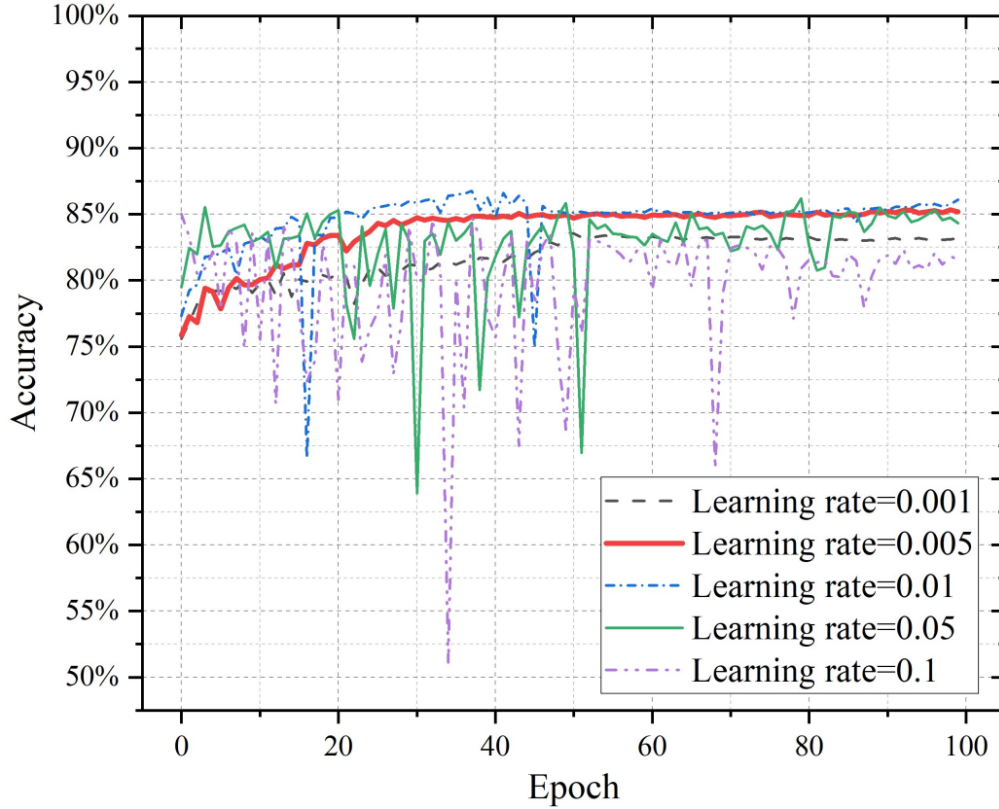 100%
95%
90%
85%
80%
75%
70%
65%
60%
55%
50%
Accuracy
Learning rate=0.001
Learning rate=0.005
Learning rate=0.01
Learning rate=0.05
Learning rate=0.1
0 20 40 60 80 100
Epoch